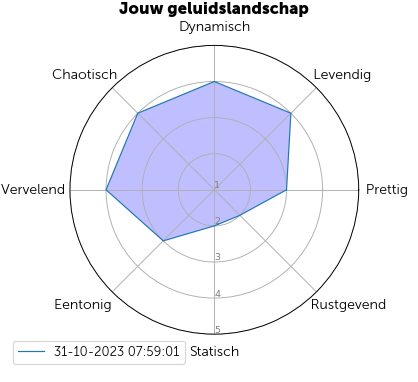 Jouw geluidslandschap
Dynamisch
Chaotisch
Levendig
Vervelend
1
Prettig
2
3
4
Eentonig
Rustgevend
5
31-10-2023 07:59:01
Statisch